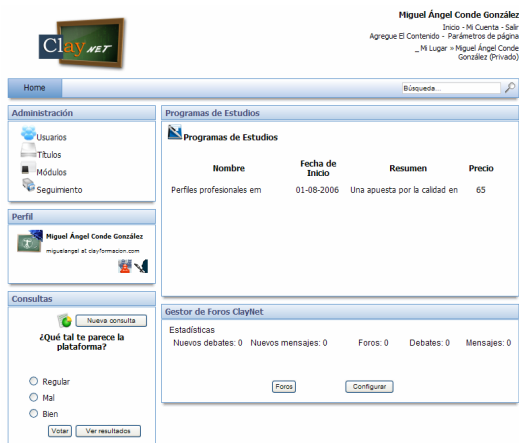 Clay NET
Miguel Ángel Conde González
Inicio - Mi Cuenta - Salir
Agregue El Contenido - Parámetros de página
_ Mi Lugar » Miguel Ángel Conde
González (Privado)
Home
Búsqueda...
Administración
Usuarios
Títulos
Módulos
Seguimiento
Programas de Estudios
Programas de Estudios
Nombre Fecha de Inicio Resumen Precio
Perfiles profesionales em 01-08-2006 Una apuesta por la calidad en 65
Perfil
Miguel Ángel Conde González
miguelangel at clayformacion.com
Consultas
Nueva consulta
¿Qué tal te parece la
plataforma?
Regular
Mal
Bien
Votar Ver resultados
Gestor de Foros ClayNet
Estadísticas
Nuevos debates: 0 Nuevos mensajes: 0 Foros: 0 Debates: 0 Mensajes: 0
Foros Configurar